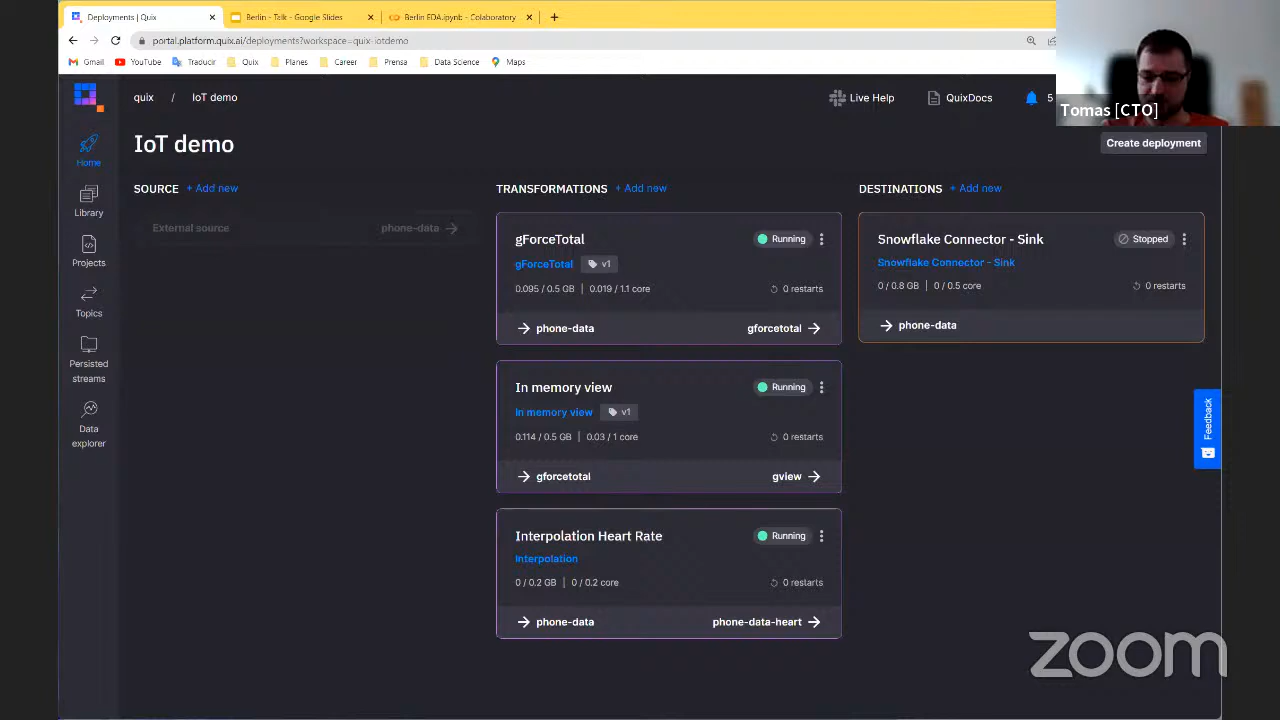 Deployments | Quix
Berlin - Talk - Google Slides
Berlin EDA.ipynb - Colaboratory
portal.platform.quix.ai/deployments?workspace=quix-iotdemo
Gmail
YouTube
Traducir
Quix
Planes
Career
Prensa
Data Science
Maps
Tomas [CTO]
quix / IoT demo
Live Help
QuixDocs
5
IoT demo
Create deployment
Home
Library
Projects
Topics
Persisted
streams
Data
explorer
SOURCE + Add new
External source
phone-data
TRANSFORMATIONS + Add new
gForceTotal
Running
gForceTotal
v1
0.095 / 0.5 GB | 0.019 / 1.1 core
0 restarts
phone-data
gforcetotal
In memory view
Running
In memory view
v1
0.114 / 0.5 GB | 0.03 / 1 core
0 restarts
gforcetotal
gview
Interpolation Heart Rate
Running
Interpolation
0 / 0.2 GB | 0 / 0.2 core
0 restarts
phone-data
phone-data-heart
DESTINATIONS + Add new
Snowflake Connector - Sink
Stopped
Snowflake Connector - Sink
0 / 0.8 GB | 0 / 0.5 core
0 restarts
phone-data
Feedback
zoom